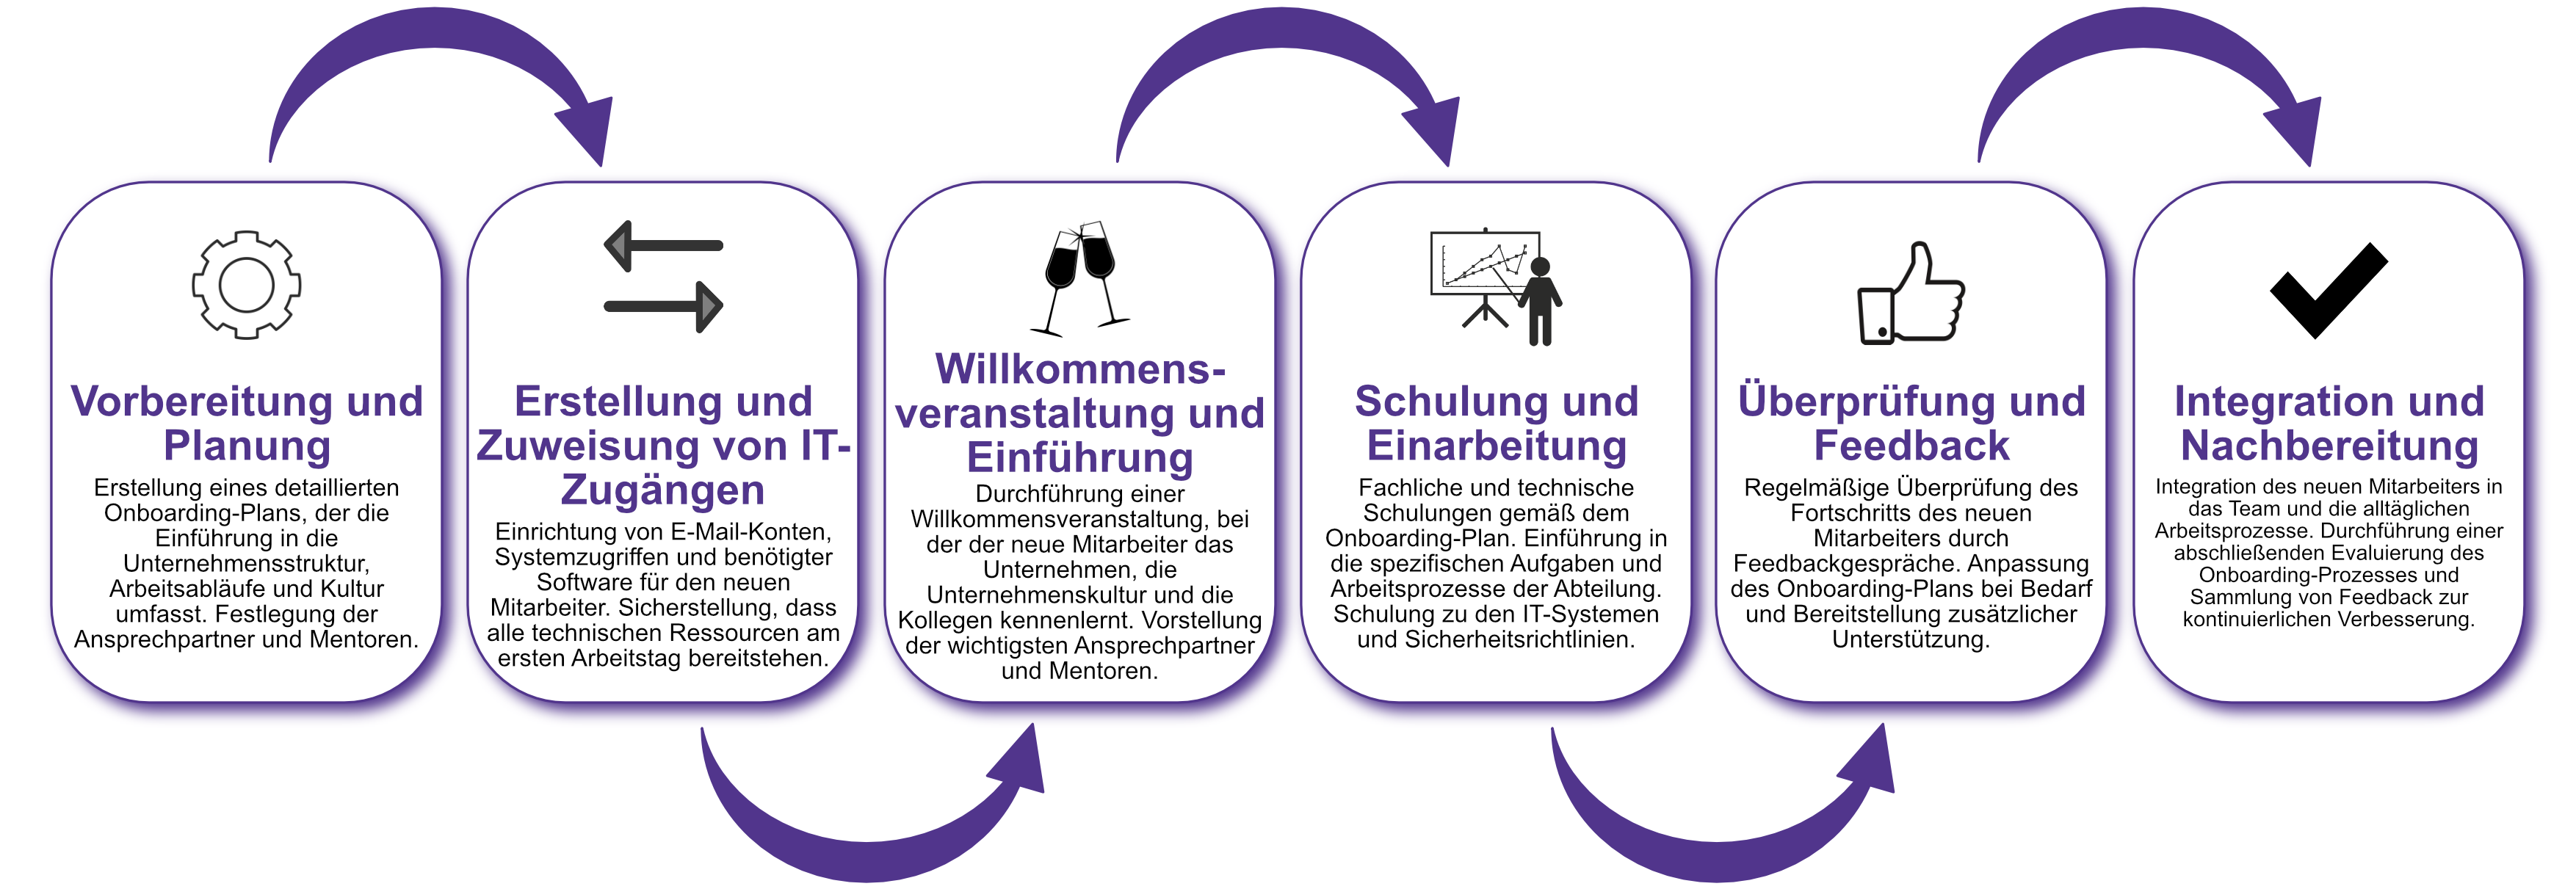 Vorbereitung und
Planung
Erstellung eines detaillierten
Onboarding-Plans, der die
Einführung in die
Unternehmensstruktur,
Arbeitsabläufe und Kultur
umfasst. Festlegung der
Ansprechpartner und Mentoren.
Erstellung und
Zuweisung von IT-
Zugängen
Einrichtung von E-Mail-Konten,
Systemzugriffen und benötigter
Software für den neuen
Mitarbeiter. Sicherstellung, dass
alle technischen Ressourcen am
ersten Arbeitstag bereitstehen.
Willkommens-
veranstaltung und
Einführung
Durchführung einer
Willkommensveranstaltung, bei
der der neue Mitarbeiter das
Unternehmen, die
Unternehmenskultur und die
Kollegen kennenlernt. Vorstellung
der wichtigsten Ansprechpartner
und Mentoren.
Schulung und
Einarbeitung
Fachliche und technische
Schulungen gemäß dem
Onboarding-Plan. Einführung in
die spezifischen Aufgaben und
Arbeitsprozesse der Abteilung.
Schulung zu den IT-Systemen
und Sicherheitsrichtlinien.
Überprüfung und
Feedback
Regelmäßige Überprüfung des
Fortschritts des neuen
Mitarbeiters durch
Feedbackgespräche. Anpassung
des Onboarding-Plans bei Bedarf
und Bereitstellung zusätzlicher
Unterstützung.
Integration und
Nachbereitung
Integration des neuen Mitarbeiters in
das Team und die alltäglichen
Arbeitsprozesse. Durchführung einer
abschließenden Evaluierung des
Onboarding-Prozesses und
Sammlung von Feedback zur
kontinuierlichen Verbesserung.